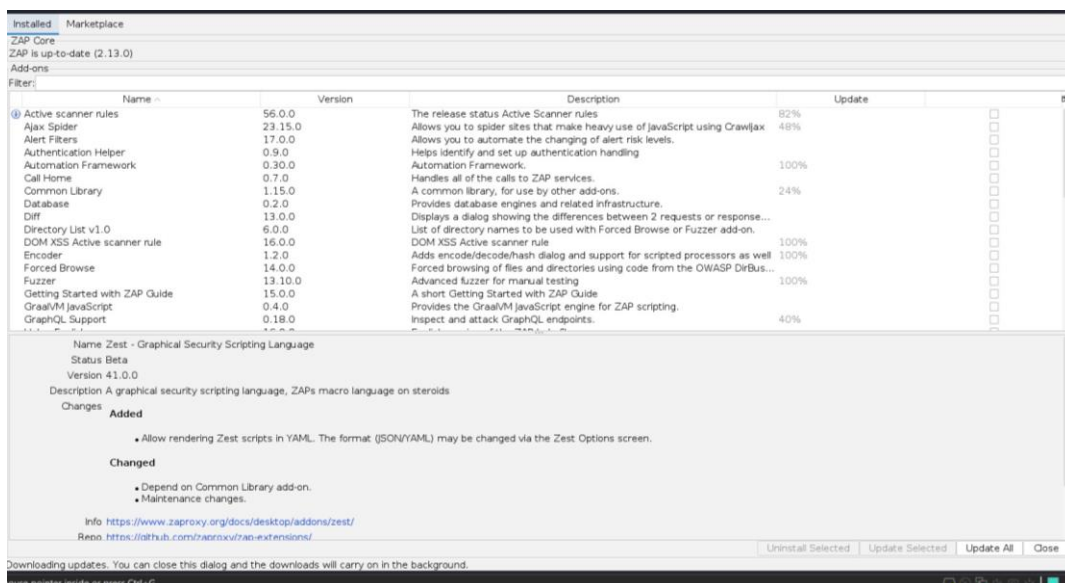 Installed Marketplace
ZAP Core
ZAP is up-to-date (2.13.0)
Add-ons
Filter:
Name Version Description Update
Active scanner rules 56.0.0 The release status Active Scanner rules 82%
Ajax Spider 23.15.0 Allows you to spider sites that make heavy use of JavaScript using Crawljax 48%
Alert Filters 17.0.0 Allows you to automate the changing of alert risk levels.
Authentication Helper 0.9.0 Helps identify and set up authentication handling
Automation Framework 0.30.0 Automation Framework. 100%
Call Home 0.7.0 Handles all of the calls to ZAP services.
Common Library 1.15.0 A common library, for use by other add-ons. 24%
Database 0.2.0 Provides database engines and related infrastructure.
Diff 13.0.0 Displays a dialog showing the differences between 2 requests or response...
Directory List v1.0 6.0.0 List of directory names to be used with Forced Browse or Fuzzer add-on.
DOM XSS Active scanner rule 16.0.0 DOM XSS Active scanner rule 100%
Encoder 1.2.0 Adds encode/decode/hash dialog and support for scripted processors as well 100%
Forced Browse 14.0.0 Forced browsing of files and directories using code from the OWASP DirBus...
Fuzzer 13.10.0 Advanced fuzzer for manual testing 100%
Getting Started with ZAP Guide 15.0.0 A short Getting Started with ZAP Guide
GraalVM JavaScript 0.4.0 Provides the GraalVM JavaScript engine for ZAP scripting.
GraphQL Support 0.18.0 Inspect and attack GraphQL endpoints. 40%
Name Zest - Graphical Security Scripting Language
Status Beta
Version 41.0.0
Description A graphical security scripting language, ZAPs macro language on steroids
Changes
Added
• Allow rendering Zest scripts in YAML. The format (JSON/YAML) may be changed via the Zest Options screen.
Changed
• Depend on Common Library add-on.
• Maintenance changes.
Info https://www.zaproxy.org/docs/desktop/addons/zest/
Repo https://github.com/zaproxy/zap-extensions/
Uninstall Selected Update Selected Update All Close
Downloading updates. You can close this dialog and the downloads will carry on in the background.
pointer inside or press Ctrl+G